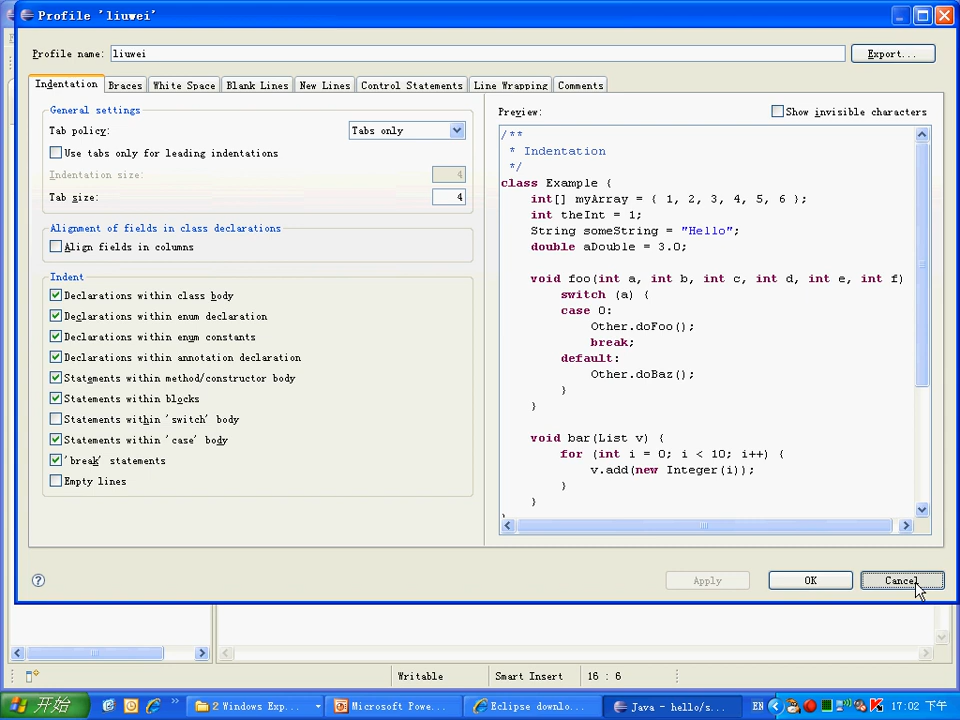 Profile 'liuwei'
Profile name: liuwei Export...
Indentation Braces White Space Blank Lines New Lines Control Statements Line Wrapping Comments
General settings
Tab policy: Tabs only
Use tabs only for leading indentations
Indentation size: 4
Tab size: 4
Alignment of fields in class declarations
Align fields in columns
Indent
Declarations within class body
Declarations within enum declaration
Declarations within enum constants
Declarations within annotation declaration
Statements within method/constructor body
Statements within blocks
Statements within 'switch' body
Statements within 'case' body
'break' statements
Empty lines
Preview: Show invisible characters
/**
 * Indentation
 */
class Example {
    int[] myArray = { 1, 2, 3, 4, 5, 6 };
    int theInt = 1;
    String someString = "Hello";
    double aDouble = 3.0;
    void foo(int a, int b, int c, int d, int e, int f)
        switch (a) {
        case 0:
            Other.doFoo();
            break;
        default:
            Other.doBaz();
        }
    }
    void bar(List v) {
        for (int i = 0; i < 10; i++) {
            v.add(new Integer(i));
        }
    }
Apply OK Cancel
Writable Smart Insert 16 : 6
开始 2 Windows Exp... Microsoft Powe... Eclipse downlo... Java - hello/s... EN 17:02 下午